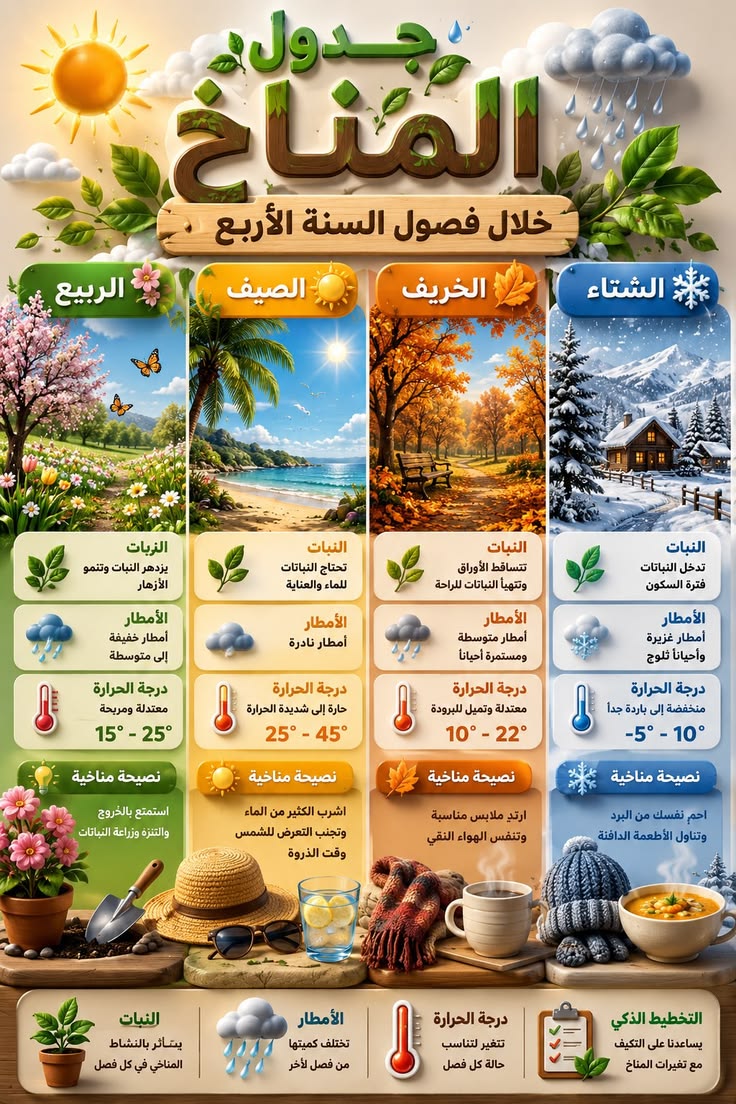 جدول
المناخ
خلال فصول السنة الأربع
الشتاء
النبات
تدخل النباتات
فترة السكون
الأمطار
أمطار غزيرة
وأحياناً ثلوج
درجة الحرارة
منخفضة إلى باردة جداً
-5° - 10°
نصيحة مناخية
احمِ نفسك من البرد
وتناول الأطعمة الدافئة
الخريف
النبات
تتساقط الأوراق
وتتهيأ النباتات للراحة
الأمطار
أمطار متوسطة
ومستمرة أحياناً
درجة الحرارة
معتدلة وتميل للبرودة
10° - 22°
نصيحة مناخية
ارتدِ ملابس مناسبة
وتنفس الهواء النقي
الصيف
النبات
تحتاج النباتات
للماء والعناية
الأمطار
أمطار نادرة
درجة الحرارة
حارة إلى شديدة الحرارة
25° - 45°
نصيحة مناخية
اشرب الكثير من الماء
وتجنب التعرض للشمس
وقت الذروة
الربيع
النبات
يزدهر النبات وتنمو
الأزهار
الأمطار
أمطار خفيفة
إلى متوسطة
درجة الحرارة
معتدلة ومريحة
15° - 25°
نصيحة مناخية
استمتع بالخروج
والتنزه وزراعة النباتات
التخطيط الذكي
يساعدنا على التكيف
مع تغيرات المناخ
درجة الحرارة
تتغير لتناسب
حالة كل فصل
الأمطار
تختلف كميتها
من فصل لأخر
النبات
يتأثر بالنشاط
المناخي في كل فصل